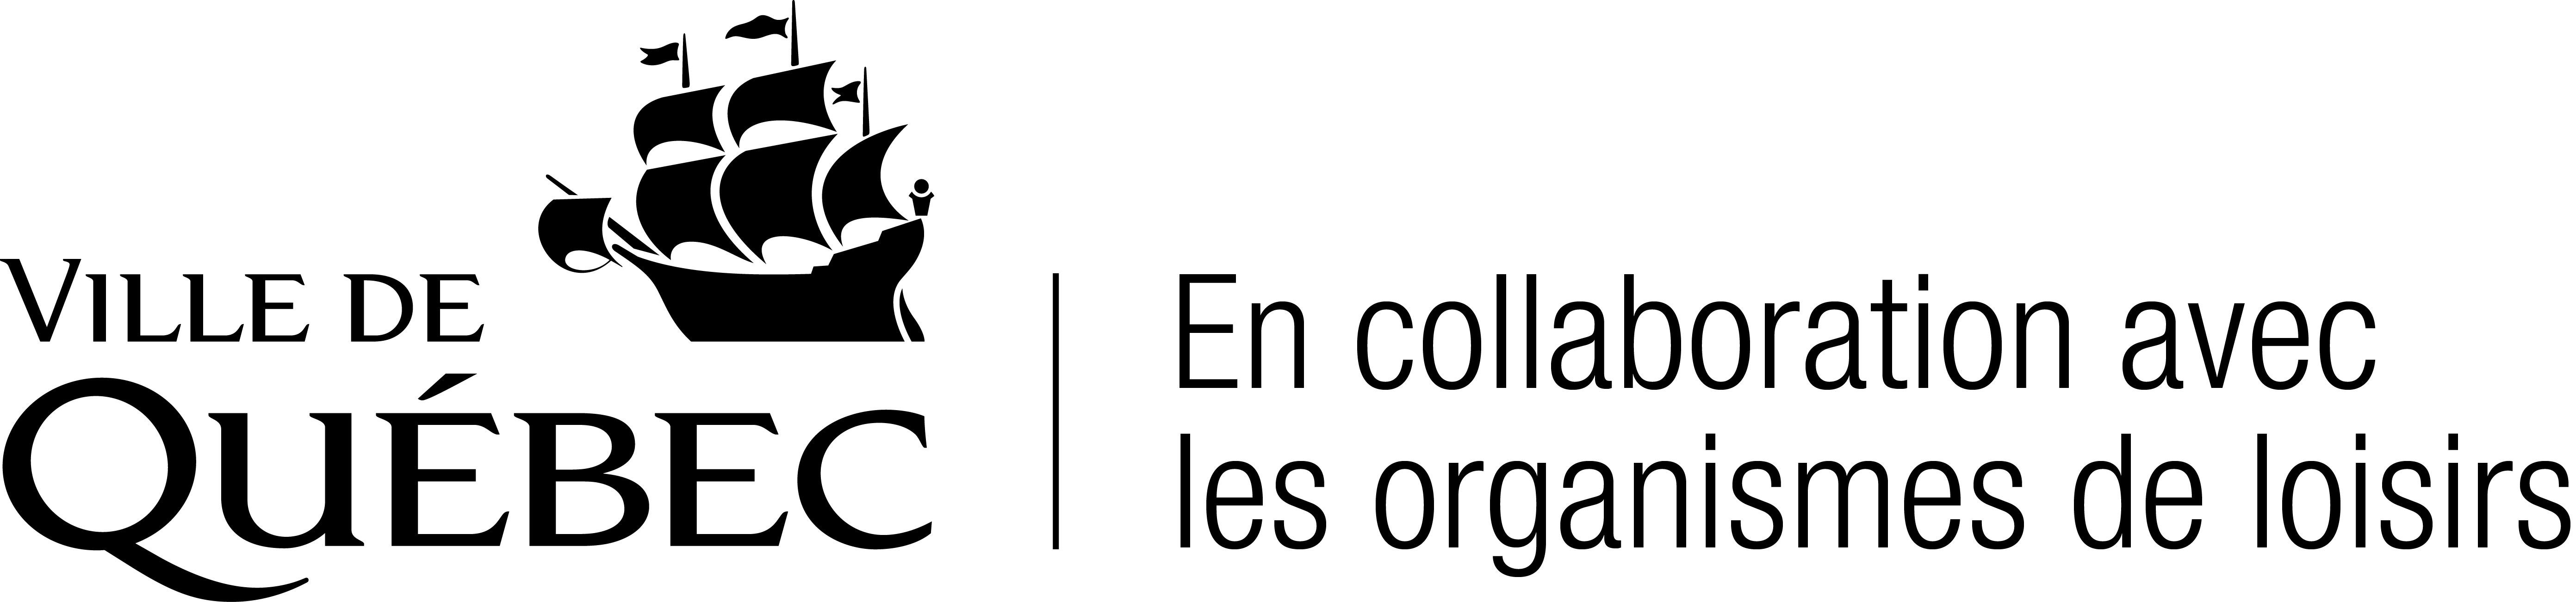 VILLE DE
QUÉBEC
En collaboration avec
les organismes de loisirs